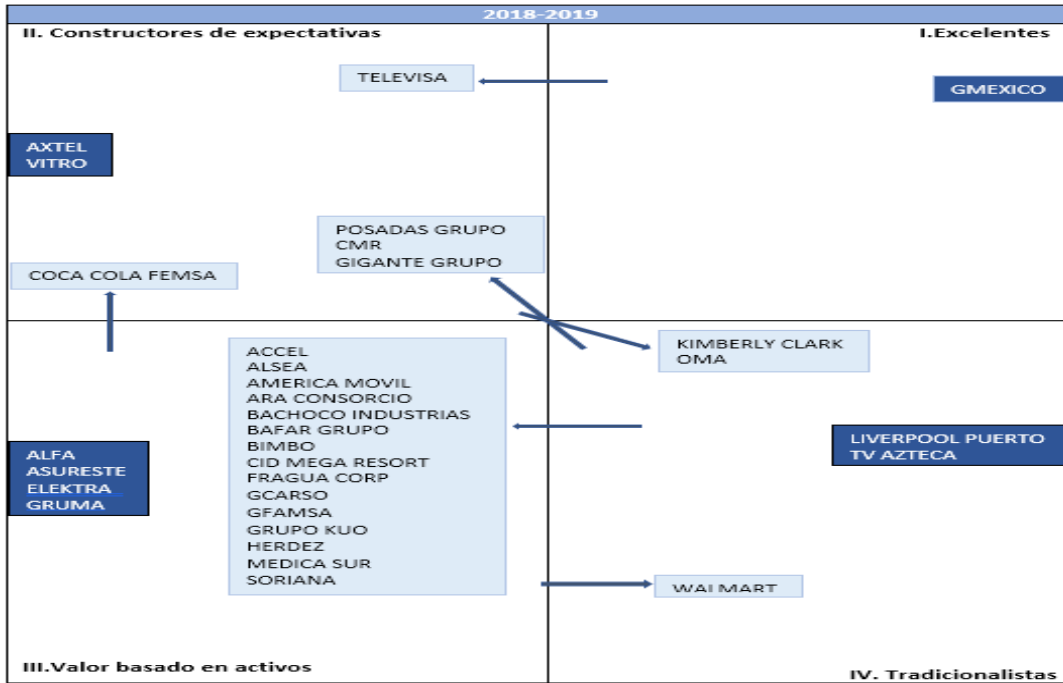 2018-2019
II. Constructores de expectativas
I.Excelentes
TELEVISA
GMEXICO
AXTEL
VITRO
POSADAS GRUPO
CMR
GIGANTE GRUPO
COCA COLA FEMSA
KIMBERLY CLARK
OMA
ACCEL
ALSEA
AMERICA MOVIL
ARA CONSORCIO
BACHOCO INDUSTRIAS
BAFAR GRUPO
BIMBO
CID MEGA RESORT
FRAGUA CORP
GCARSO
GFAMSA
GRUPO KUO
HERDEZ
MEDICA SUR
SORIANA
ALFA
ASURESTE
ELEKTRA
GRUMA
LIVERPOOL PUERTO
TV AZTECA
WALMART
III.Valor basado en activos
IV. Tradicionalistas